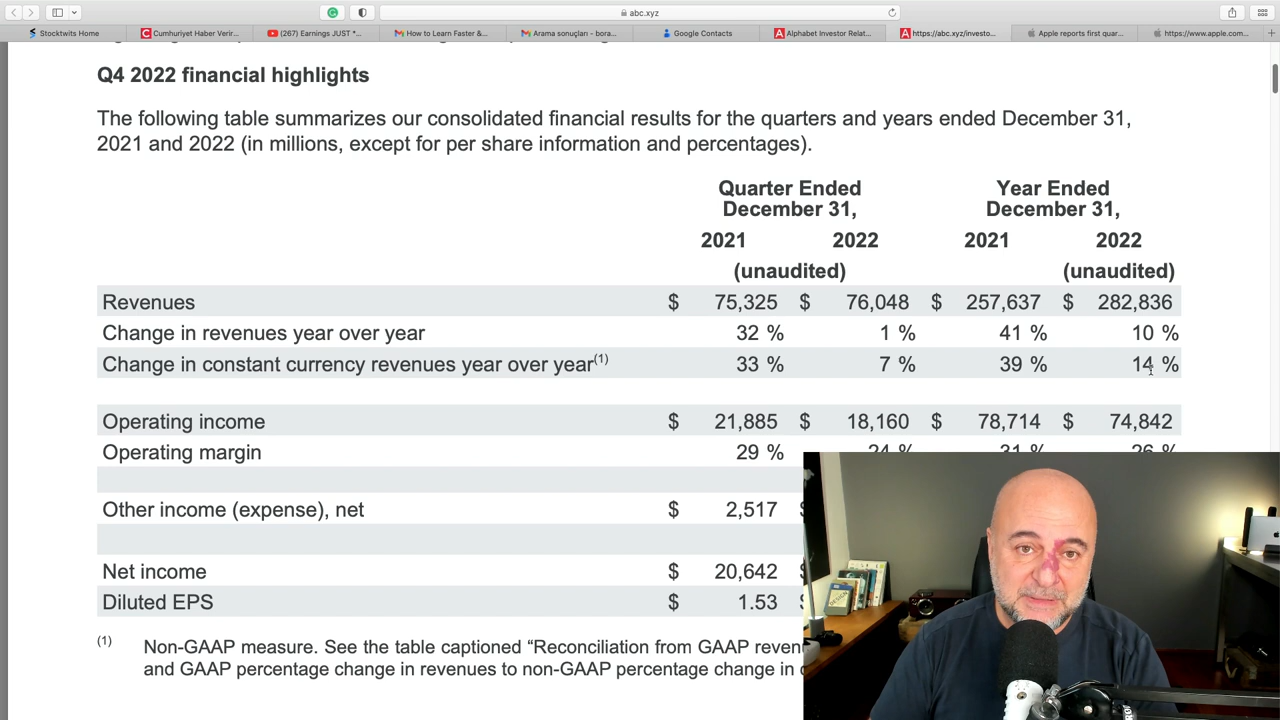 abc.xyz
Stocktwits Home
Cumhuriyet Haber Verir...
(267) Earnings JUST "...
How to Learn Faster &...
Arama sonuçları - bora...
Google Contacts
Alphabet Investor Relat...
https://abc.xyz/investo...
Apple reports first quar...
https://www.apple.com...
Q4 2022 financial highlights
The following table summarizes our consolidated financial results for the quarters and years ended December 31,
2021 and 2022 (in millions, except for per share information and percentages).
Quarter Ended Year Ended
December 31, December 31,
2021 2022 2021 2022
(unaudited) (unaudited)
Revenues $ 75,325 $ 76,048 $ 257,637 $ 282,836
Change in revenues year over year 32 % 1 % 41 % 10 %
Change in constant currency revenues year over year(1) 33 % 7 % 39 % 14 %
Operating income $ 21,885 $ 18,160 $ 78,714 $ 74,842
Operating margin 29 % 24 % 31 % 26 %
Other income (expense), net $ 2,517
Net income $ 20,642 $
Diluted EPS $ 1.53
(1) Non-GAAP measure. See the table captioned “Reconciliation from GAAP reven
and GAAP percentage change in revenues to non-GAAP percentage change in